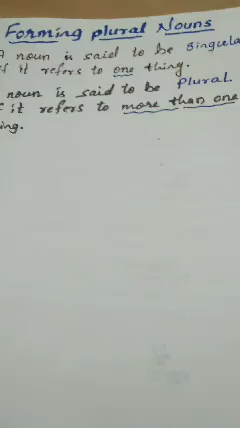 Forming plural Nouns
A noun is said to be Singula
if it refers to one thing.
noun is said to be Plural.
it refers to more than one
ing.